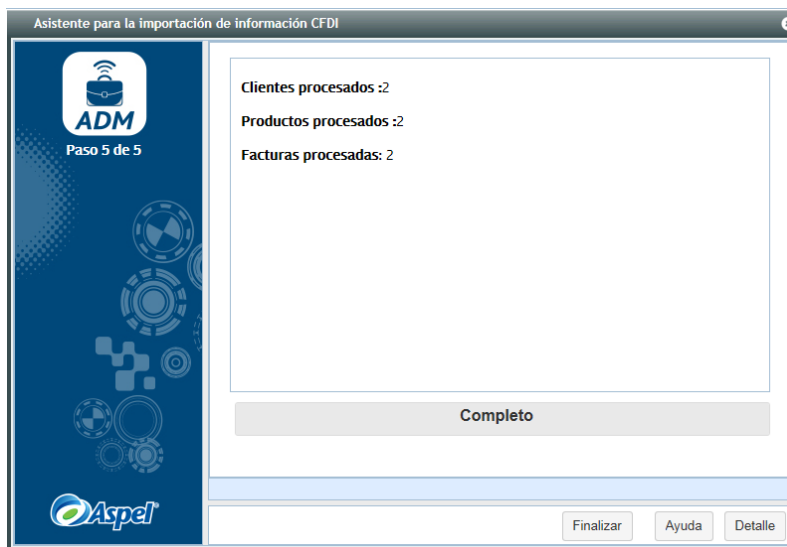 Asistente para la importación de información CFDI
ADM
Paso 5 de 5
Clientes procesados :2
Productos procesados :2
Facturas procesadas: 2
Completo
Aspel®
Finalizar
Ayuda
Detalle